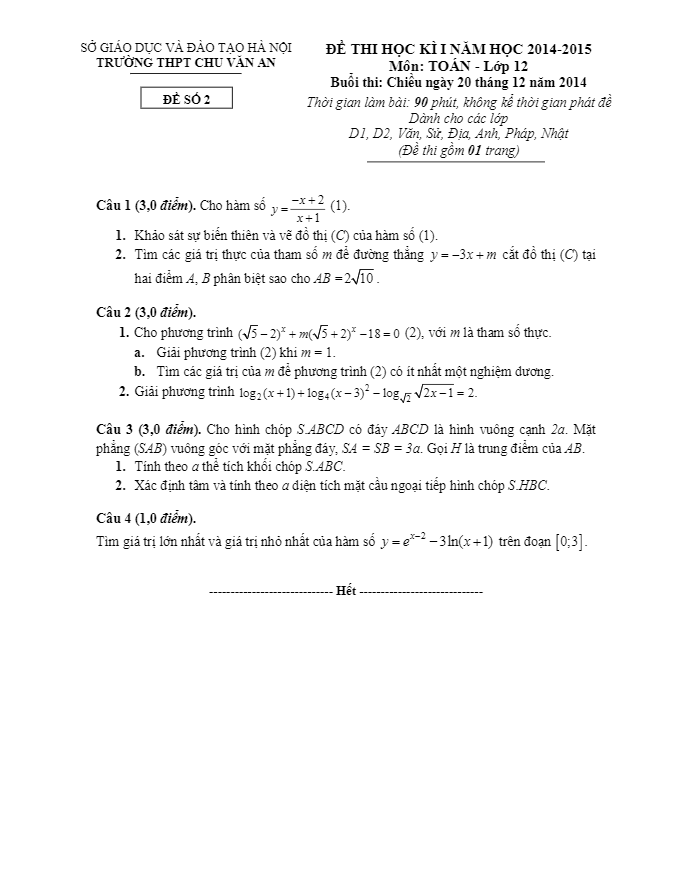 SỞ GIÁO DỤC VÀ ĐÀO TẠO HÀ NỘI
TRƯỜNG THPT CHU VĂN AN
ĐỀ SỐ 2
ĐỀ THI HỌC KÌ I NĂM HỌC 2014-2015
Môn: TOÁN - Lớp 12
Buổi thi: Chiều ngày 20 tháng 12 năm 2014
Thời gian làm bài: 90 phút, không kể thời gian phát đề
Dành cho các lớp
D1, D2, Văn, Sử, Địa, Anh, Pháp, Nhật
(Đề thi gồm 01 trang)
Câu 1 (3,0 điểm). Cho hàm số y = (−x+2)/(x+1) (1).
1. Khảo sát sự biến thiên và vẽ đồ thị (C) của hàm số (1).
2. Tìm các giá trị thực của tham số m để đường thẳng y = −3x + m cắt đồ thị (C) tại
hai điểm A, B phân biệt sao cho AB = 2√10 .
Câu 2 (3,0 điểm).
1. Cho phương trình (√5 − 2)^x + m(√5 + 2)^x − 18 = 0 (2), với m là tham số thực.
a. Giải phương trình (2) khi m = 1.
b. Tìm các giá trị của m để phương trình (2) có ít nhất một nghiệm dương.
2. Giải phương trình log₂(x+1) + log₄(x−3)² − log_√2 √(2x−1) = 2.
Câu 3 (3,0 điểm). Cho hình chóp S.ABCD có đáy ABCD là hình vuông cạnh 2a. Mặt
phẳng (SAB) vuông góc với mặt phẳng đáy, SA = SB = 3a. Gọi H là trung điểm của AB.
1. Tính theo a thể tích khối chóp S.ABC.
2. Xác định tâm và tính theo a diện tích mặt cầu ngoại tiếp hình chóp S.HBC.
Câu 4 (1,0 điểm).
Tìm giá trị lớn nhất và giá trị nhỏ nhất của hàm số y = e^(x−2) − 3ln(x+1) trên đoạn [0;3].
----------------------------- Hết -----------------------------